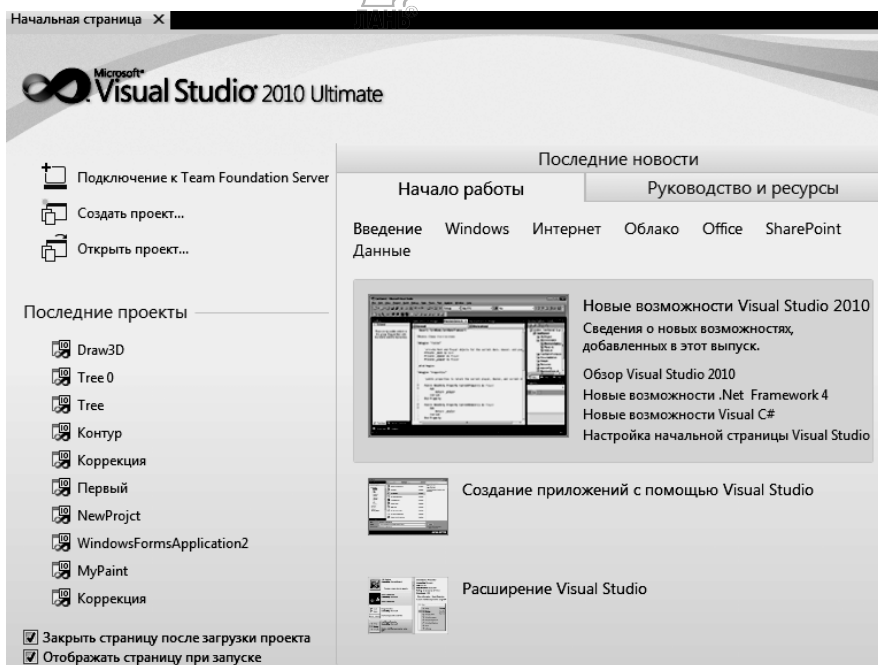 ЛАНЬ®
Начальная страница X
Microsoft®
Visual Studio® 2010 Ultimate
Подключение к Team Foundation Server
Создать проект...
Открыть проект...
Последние проекты
Draw3D
Tree 0
Tree
Контур
Коррекция
Первый
NewProjct
WindowsFormsApplication2
MyPaint
Коррекция
Закрыть страницу после загрузки проекта
Отображать страницу при запуске
Последние новости
Начало работы
Руководство и ресурсы
Введение Windows Интернет Облако Office SharePoint
Данные
Новые возможности Visual Studio 2010
Сведения о новых возможностях,
добавленных в этот выпуск.
Обзор Visual Studio 2010
Новые возможности .Net Framework 4
Новые возможности Visual C#
Настройка начальной страницы Visual Studio
Создание приложений с помощью Visual Studio
Расширение Visual Studio